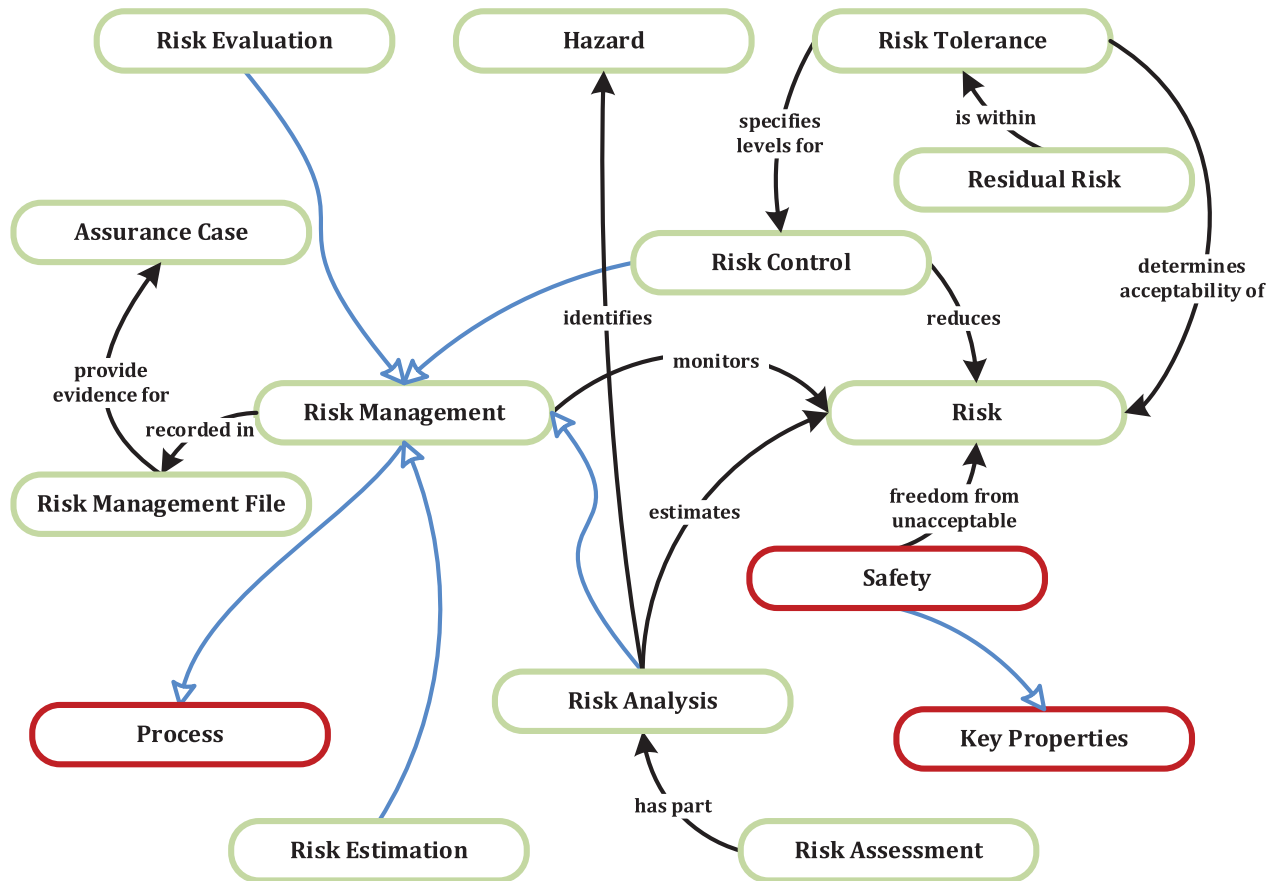 Risk Evaluation
Hazard
Risk Tolerance
specifies
levels for
is within
Residual Risk
Assurance Case
Risk Control
determines
acceptability of
identifies
reduces
provide
evidence for
monitors
Risk Management
Risk
recorded in
Risk Management File
estimates
freedom from
unacceptable
Safety
Risk Analysis
Process
Key Properties
has part
Risk Estimation
Risk Assessment